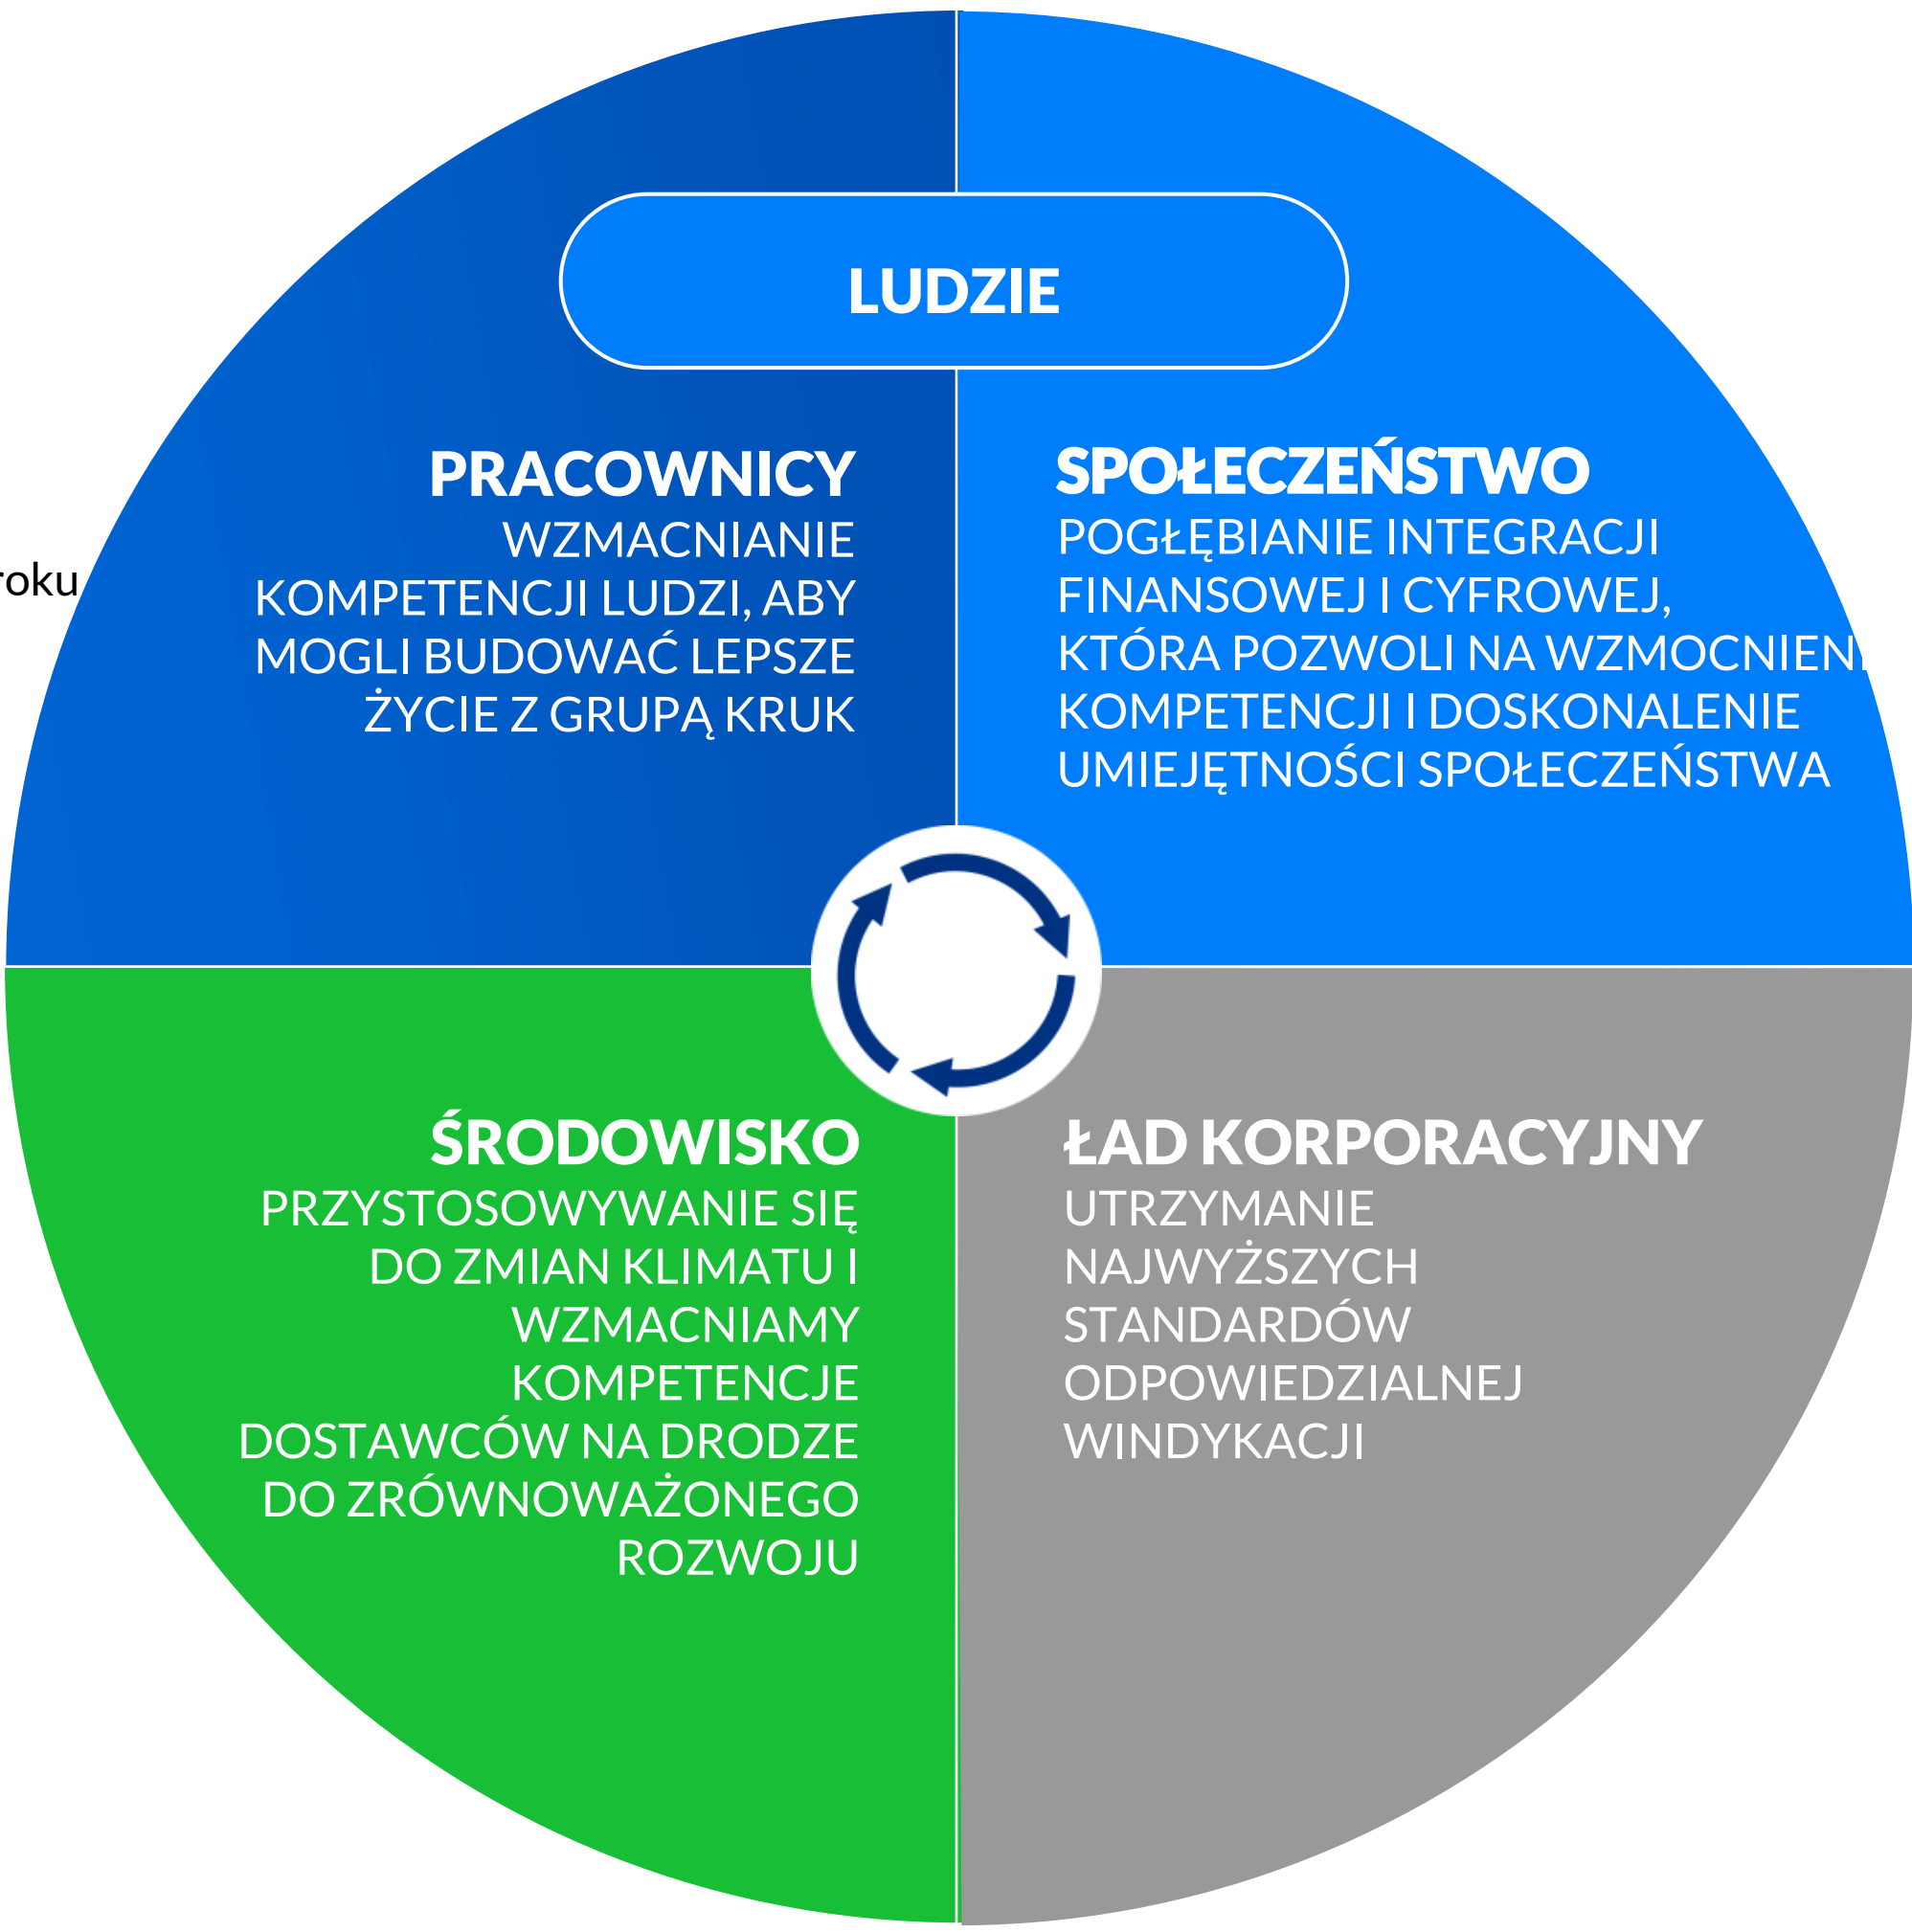 LUDZIE
PRACOWNICY
WZMACNIANIE
KOMPETENCJI LUDZI, ABY
MOGLI BUDOWAĆ LEPSZE
ŻYCIE Z GRUPĄ KRUK
SPOŁECZEŃSTWO
POGŁĘBIANIE INTEGRACJI
FINANSOWEJ I CYFROWEJ,
KTÓRA POZWOLI NA
KOMPETENCJI I DOSKONALENIE
UMIEJĘTNOŚCI SPOŁECZEŃSTWA
roku
ŚRODOWISKO
PRZYSTOSOWYWANIE SIĘ
DO ZMIAN KLIMATU I
WZMACNIAMY
KOMPETENCJE
DOSTAWCÓW NA DRODZE
DO ZRÓWNOWAŻONEGO
ROZWOJU
ŁAD KORPORACYJNY
UTRZYMANIE
NAJWYŻSZYCH
STANDARDÓW
ODPOWIEDZIALNEJ
WINDYKACJI